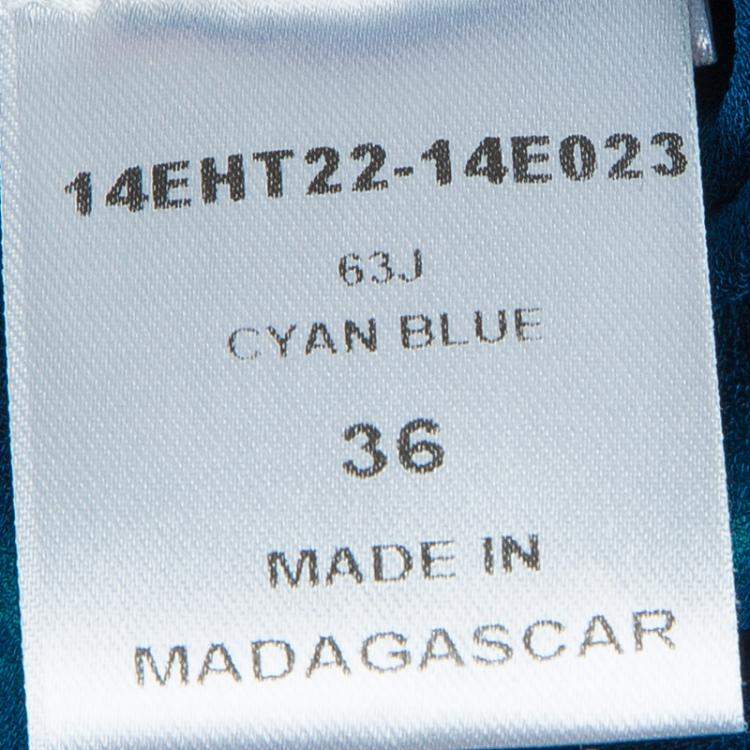 14EHT22-14E023
63J
CYAN BLUE
36
MADE IN
MADAGASCAR